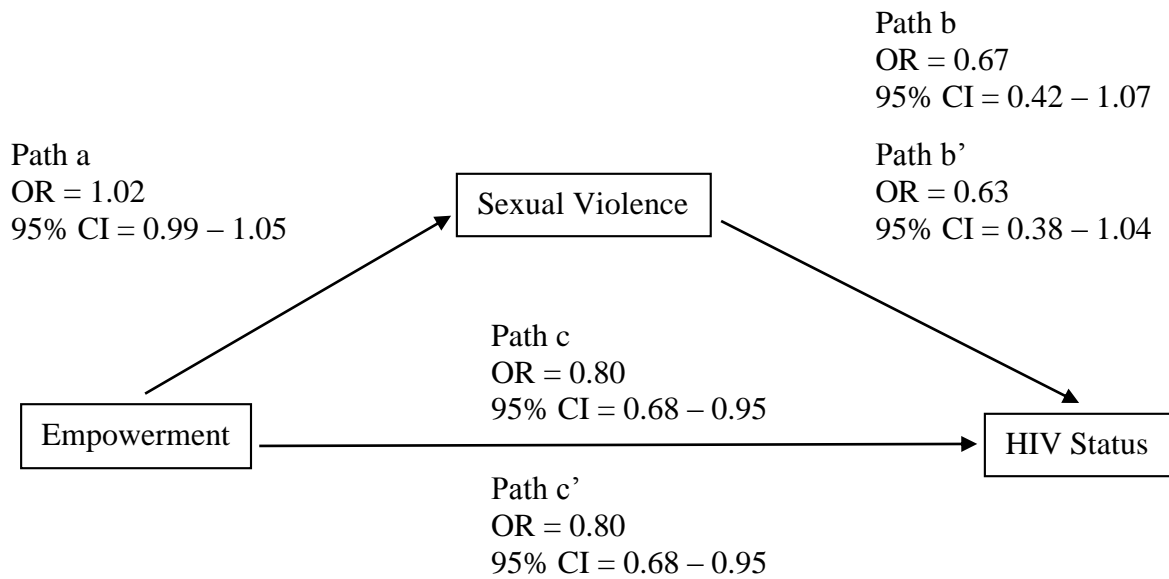 Path b
OR = 0.67
95% CI = 0.42 – 1.07
Path b’
OR = 0.63
95% CI = 0.38 – 1.04
Path a
OR = 1.02
95% CI = 0.99 – 1.05
Sexual Violence
Path c
OR = 0.80
95% CI = 0.68 – 0.95
Empowerment
HIV Status
Path c’
OR = 0.80
95% CI = 0.68 – 0.95